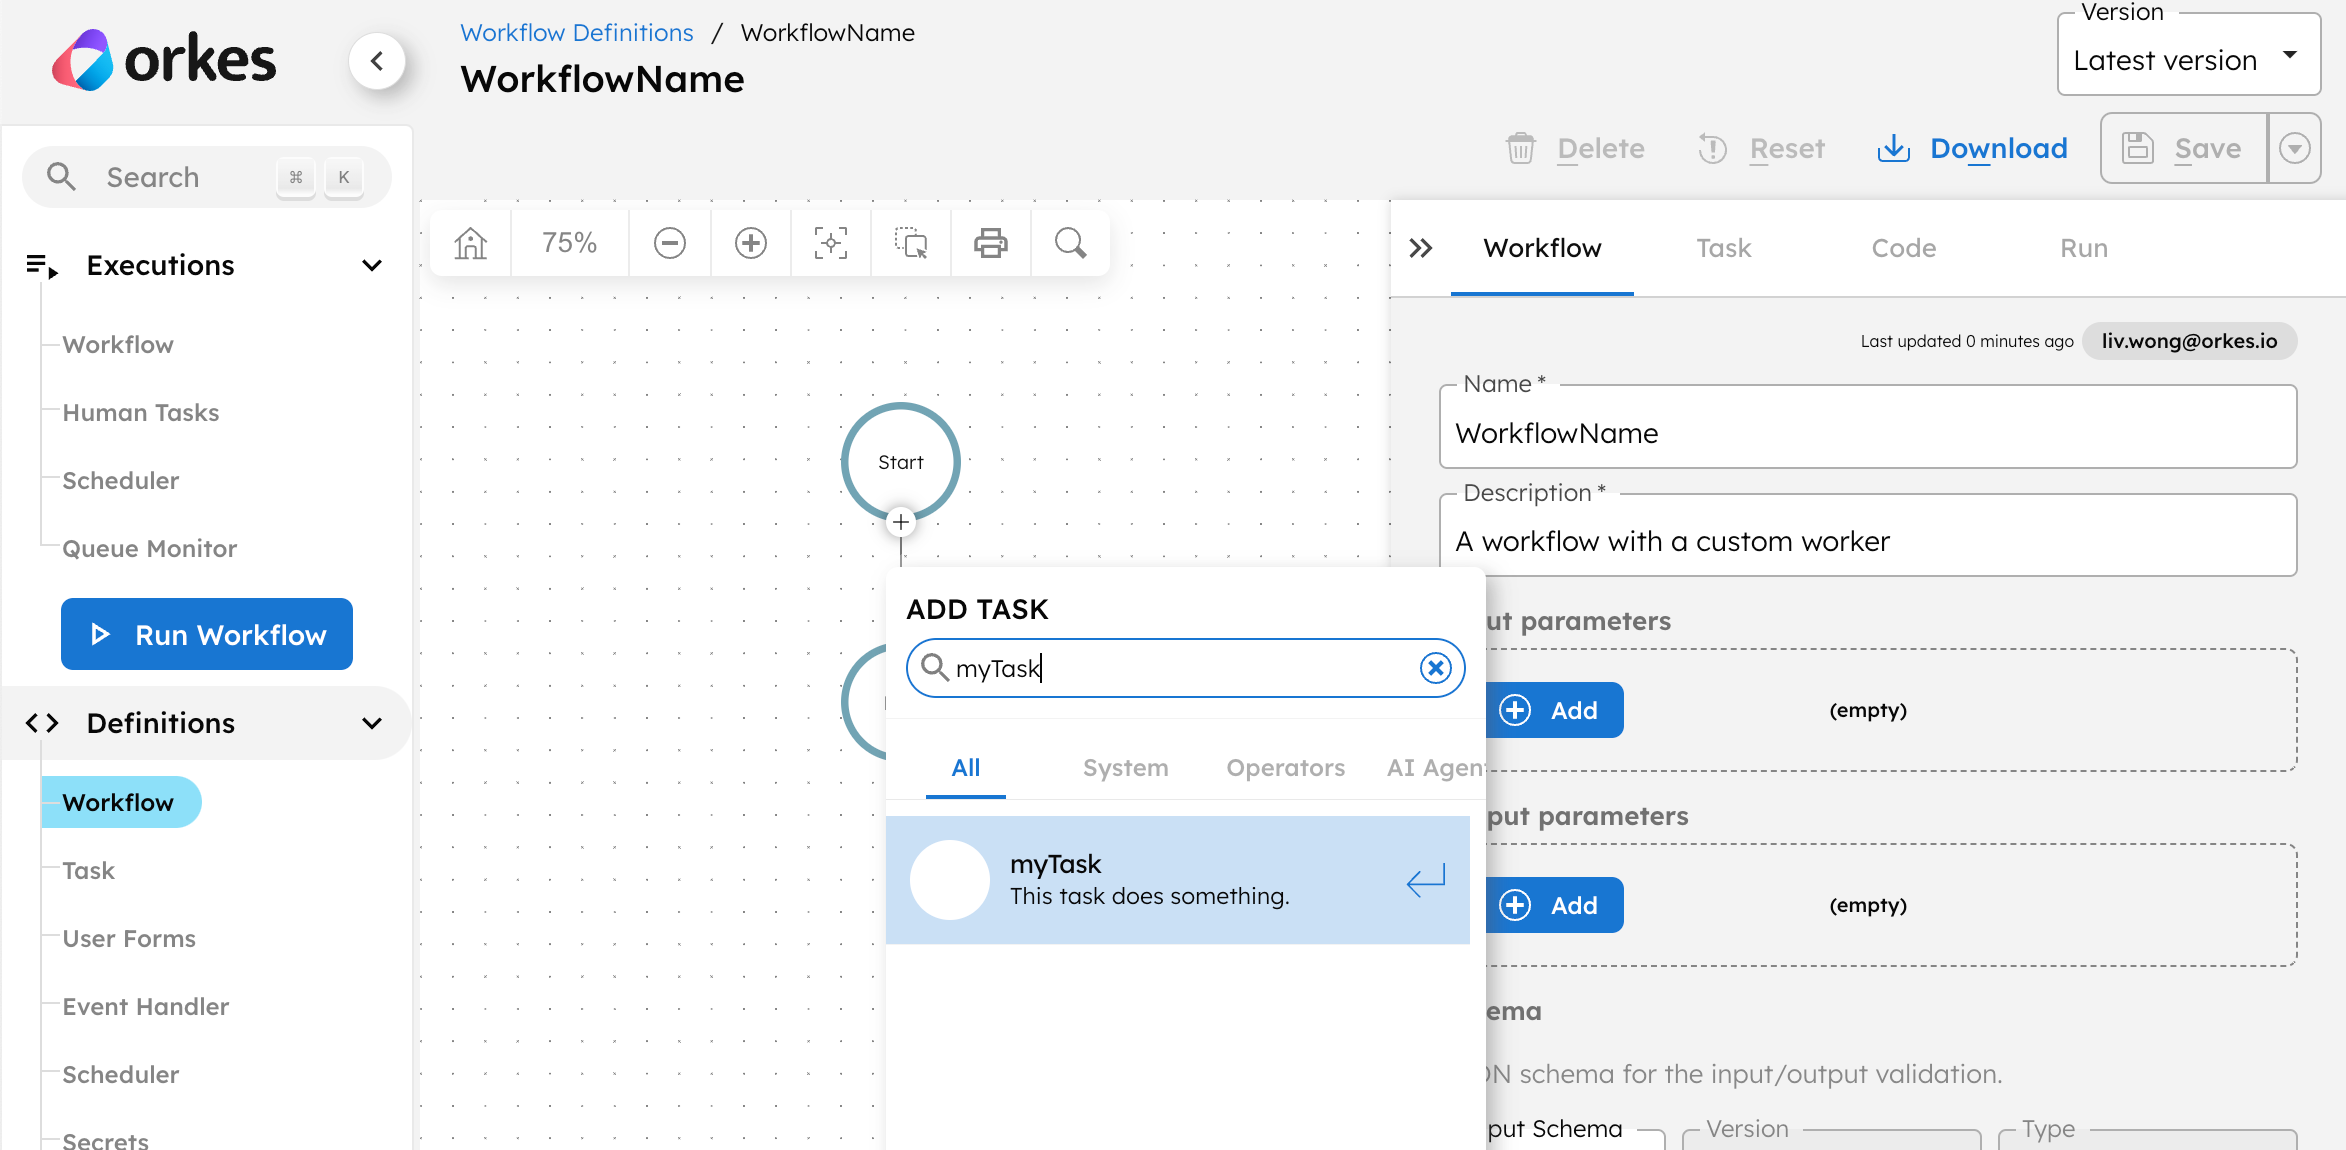 orkes
Workflow Definitions / WorkflowName
WorkflowName
Version
Latest version
Delete
Reset
Download
Save
Search ⌘ K
Executions
Workflow
Human Tasks
Scheduler
Queue Monitor
Run Workflow
Definitions
Workflow
Task
User Forms
Event Handler
Scheduler
Secrets
75%
Start
ADD TASK
myTask
All System Operators AI Agen
myTask
This task does something.
Workflow Task Code Run
Last updated 0 minutes ago liv.wong@orkes.io
Name *
WorkflowName
Description *
A workflow with a custom worker
ut parameters
Add (empty)
put parameters
Add (empty)
ema
ON schema for the input/output validation.
put Schema Version Type